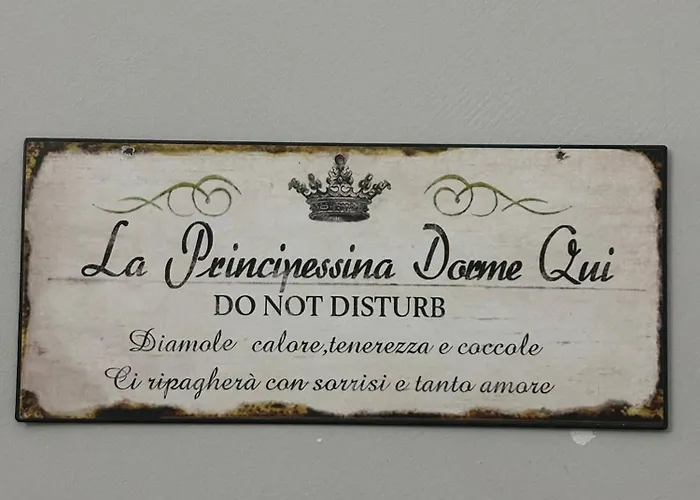 La Principessina Dorme Qui
DO NOT DISTURB
Diamole calore,tenerezza e coccole
Ci ripagherà con sorrisi e tanto amore